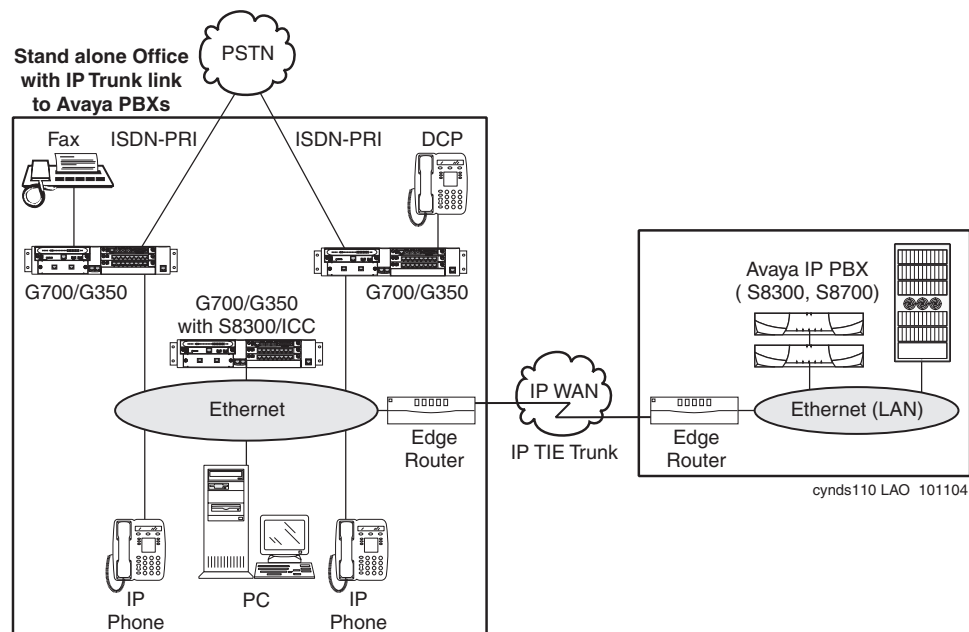 PSTN
Stand alone Office
with IP Trunk link
to Avaya PBXs
Fax
ISDN-PRI
ISDN-PRI
DCP
G700/G350
G700/G350
G700/G350
with S8300/ICC
Avaya IP PBX
( S8300, S8700)
Ethernet
Edge
Router
IP WAN
IP TIE Trunk
Edge
Router
Ethernet (LAN)
cynds110 LAO 101104
IP
Phone
PC
IP
Phone